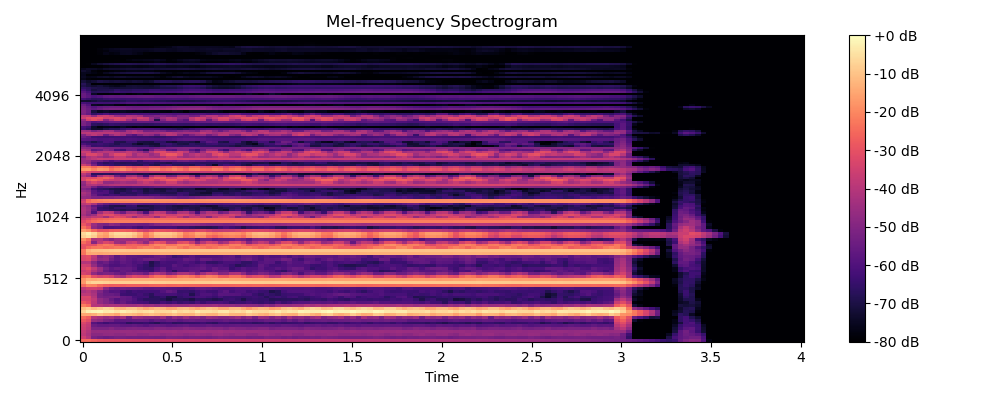 Mel-frequency Spectrogram
Hz
4096
2048
1024
512
0
0 0.5 1 1.5 2 2.5 3 3.5 4
Time
+0 dB
-10 dB
-20 dB
-30 dB
-40 dB
-50 dB
-60 dB
-70 dB
-80 dB